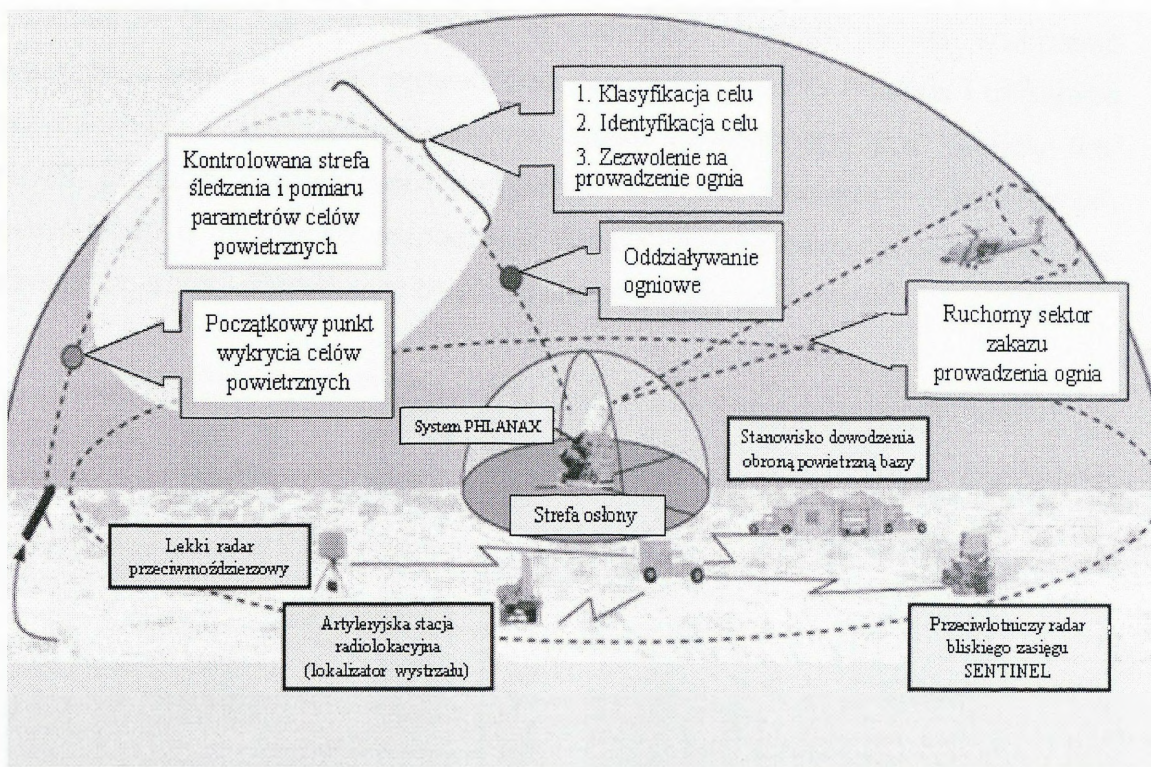 1. Klasyfikacja celu
2. Identyfikacja celu
3. Zezwolenie na
prowadzenie ognia
Kontrolowana strefa
śledzenia i pomiaru
parametrów celów
powietrznych
Oddziaływanie
ogniowe
Początkowy punkt
wykrycia celów
powietrznych
Ruchomy sektor
zakazu
prowadzenia ognia
System PHLANAX
Stanowisko dowodzenia
obroną powietrzną bazy
Strefa osłony
Lekki radar
przeciwmoździerzowy
Artyleryjska stacja
radiolokacyjna
(lokalizator wystrzału)
Przeciwlotniczy radar
bliskiego zasięgu
SENTINEL